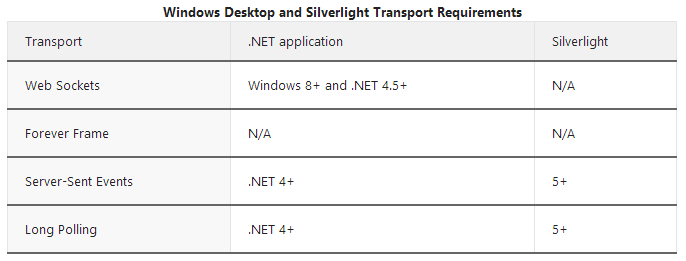 Windows Desktop and Silverlight Transport Requirements
Transport .NET application Silverlight
Web Sockets Windows 8+ and .NET 4.5+ N/A
Forever Frame N/A N/A
Server-Sent Events .NET 4+ 5+
Long Polling .NET 4+ 5+